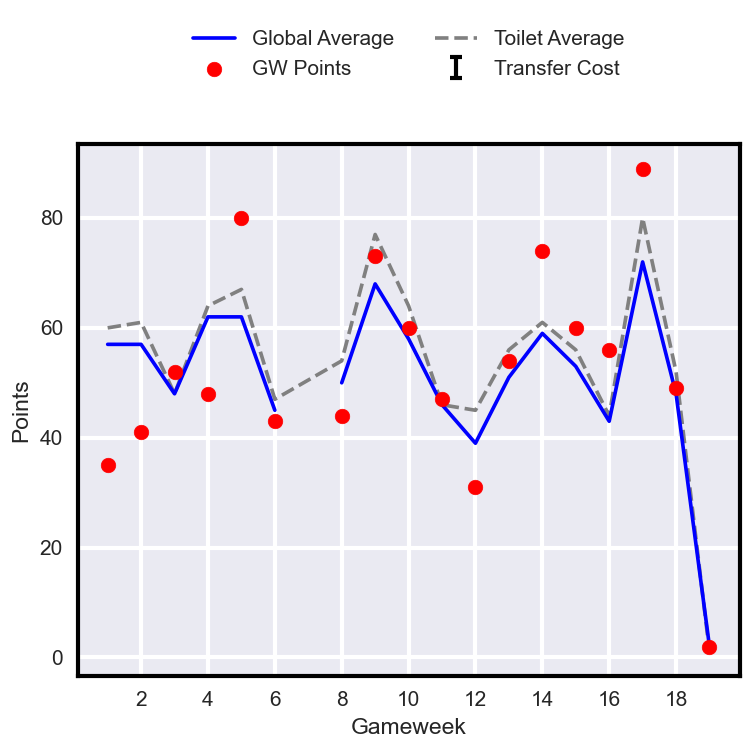 Global Average
Toilet Average
GW Points
Transfer Cost
80
60
40
20
0
Points
2 4 6 8 10 12 14 16 18
Gameweek